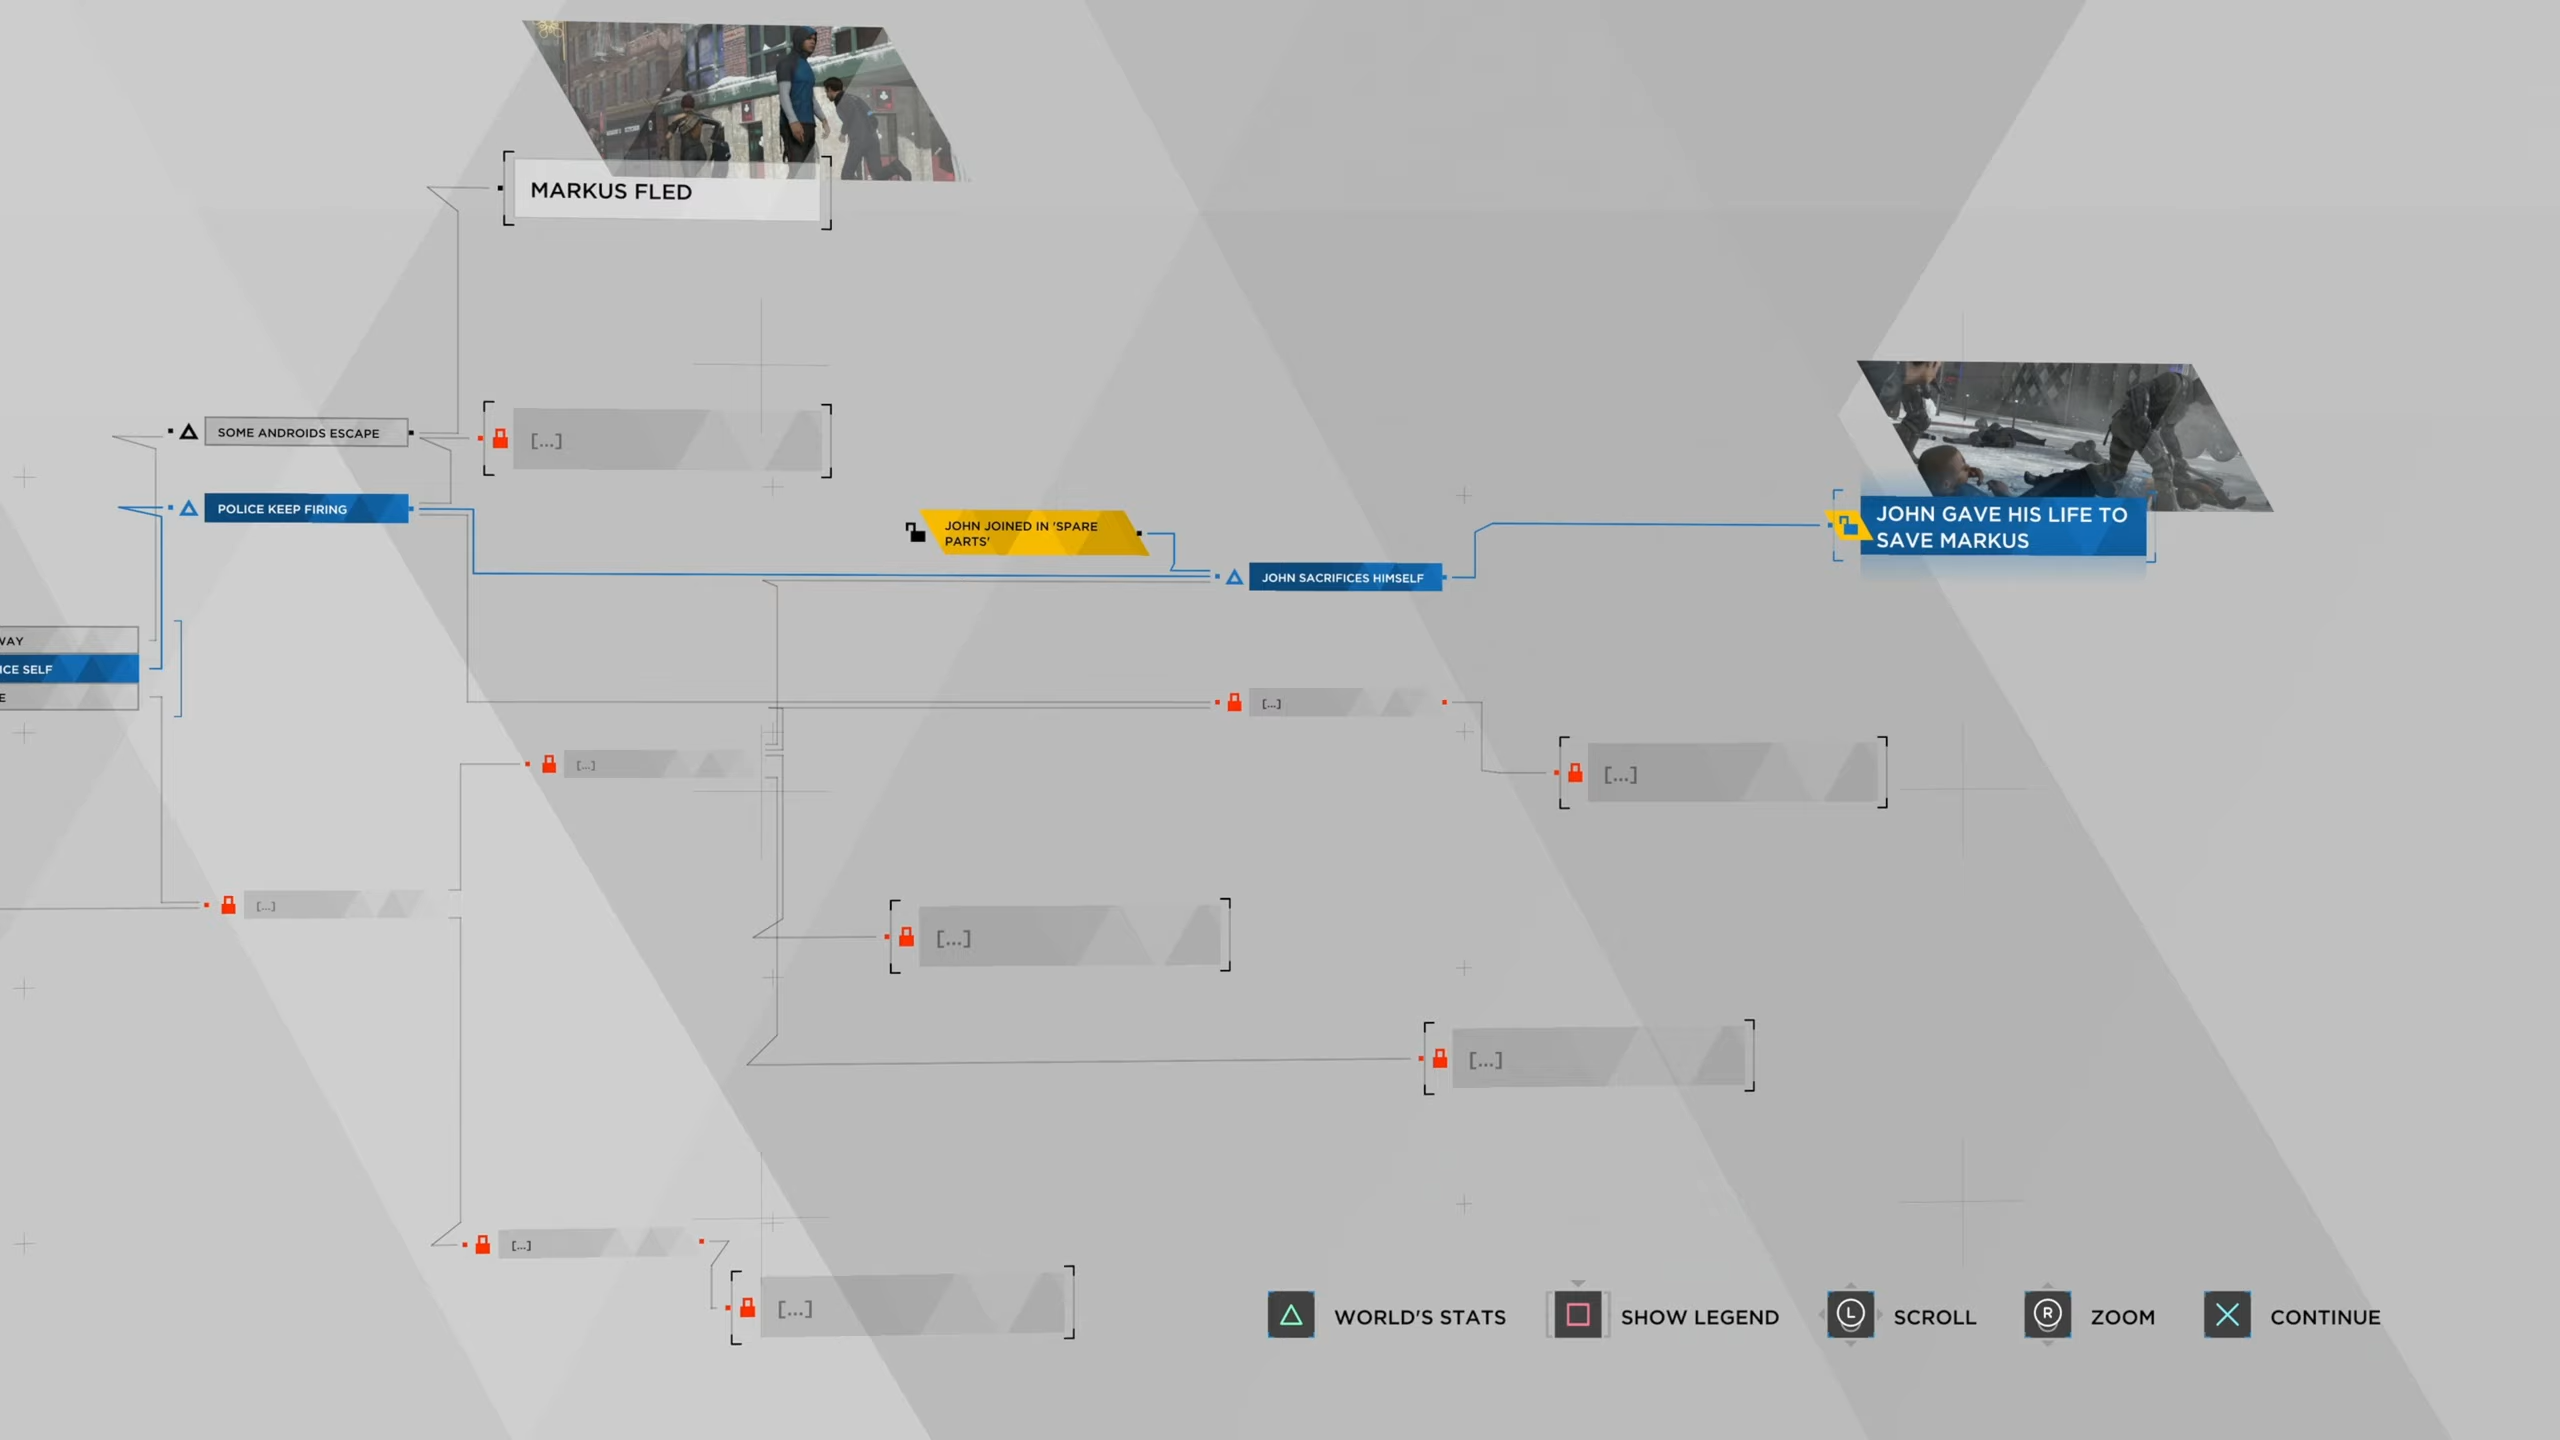 MARKUS FLED
SOME ANDROIDS ESCAPE
[...]
POLICE KEEP FIRING
JOHN JOINED IN 'SPARE
PARTS'
JOHN GAVE HIS LIFE TO
SAVE MARKUS
JOHN SACRIFICES HIMSELF
WAY
ICE SELF
E
[...]
[...]
[...]
[...]
[...]
[...]
[...]
[...]
WORLD'S STATS
SHOW LEGEND
L
SCROLL
R
ZOOM
CONTINUE